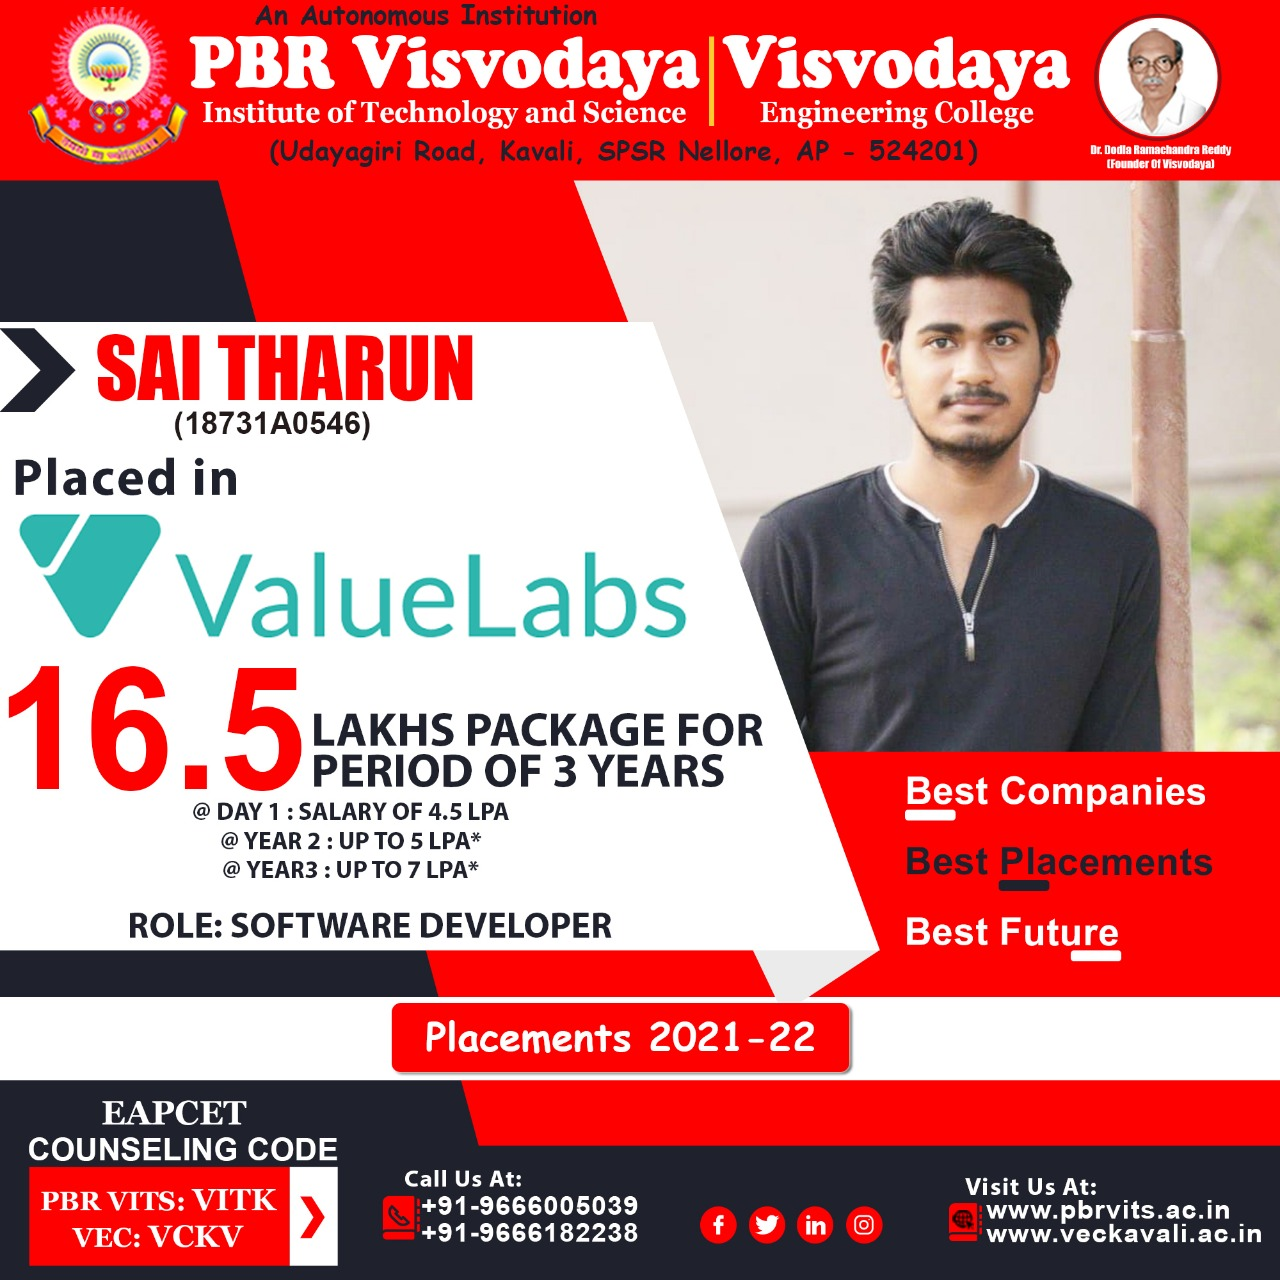 An Autonomous Institution
PBR Visvodaya
Institute of Technology and Science
Visvodaya
Engineering College
(Udayagiri Road, Kavali, SPSR Nellore, AP - 524201)
Dr. Dodla Ramachandra Reddy
(Founder Of Visvodaya)
SAI THARUN
(18731A0546)
Placed in
ValueLabs
16.5 LAKHS PACKAGE FOR
PERIOD OF 3 YEARS
@ DAY 1 : SALARY OF 4.5 LPA
@ YEAR 2 : UP TO 5 LPA*
@ YEAR3 : UP TO 7 LPA*
ROLE: SOFTWARE DEVELOPER
Best Companies
Best Placements
Best Future
Placements 2021-22
EAPCET
COUNSELING CODE
PBR VITS: VITK
VEC: VCKV
Call Us At:
+91-9666005039
+91-9666182238
Visit Us At:
www.pbrvits.ac.in
www.veckavali.ac.in